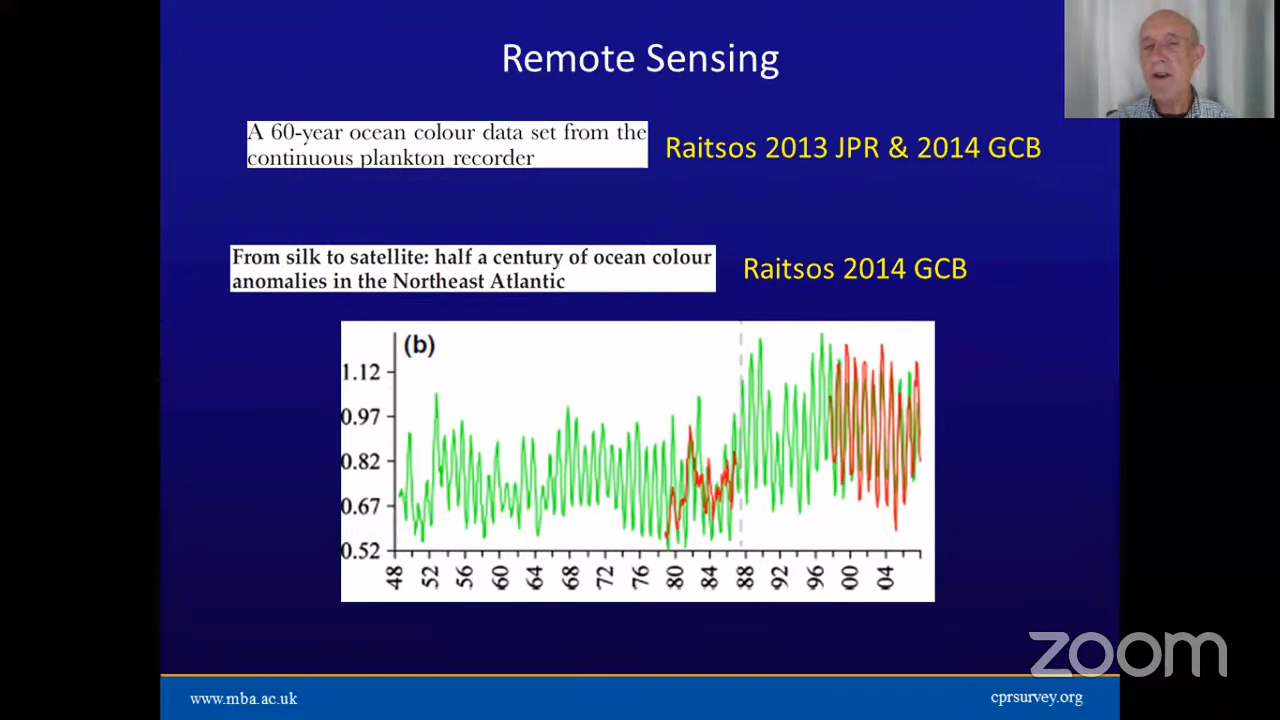 Remote Sensing
A 60-year ocean colour data set from the
continuous plankton recorder
Raitsos 2013 JPR & 2014 GCB
From silk to satellite: half a century of ocean colour
anomalies in the Northeast Atlantic
Raitsos 2014 GCB
(b)
1.12
0.97
0.82
0.67
0.52
48 52 56 60 64 68 72 76 80 84 88 92 96 00 04
zoom
www.mba.ac.uk
cprsurvey.org